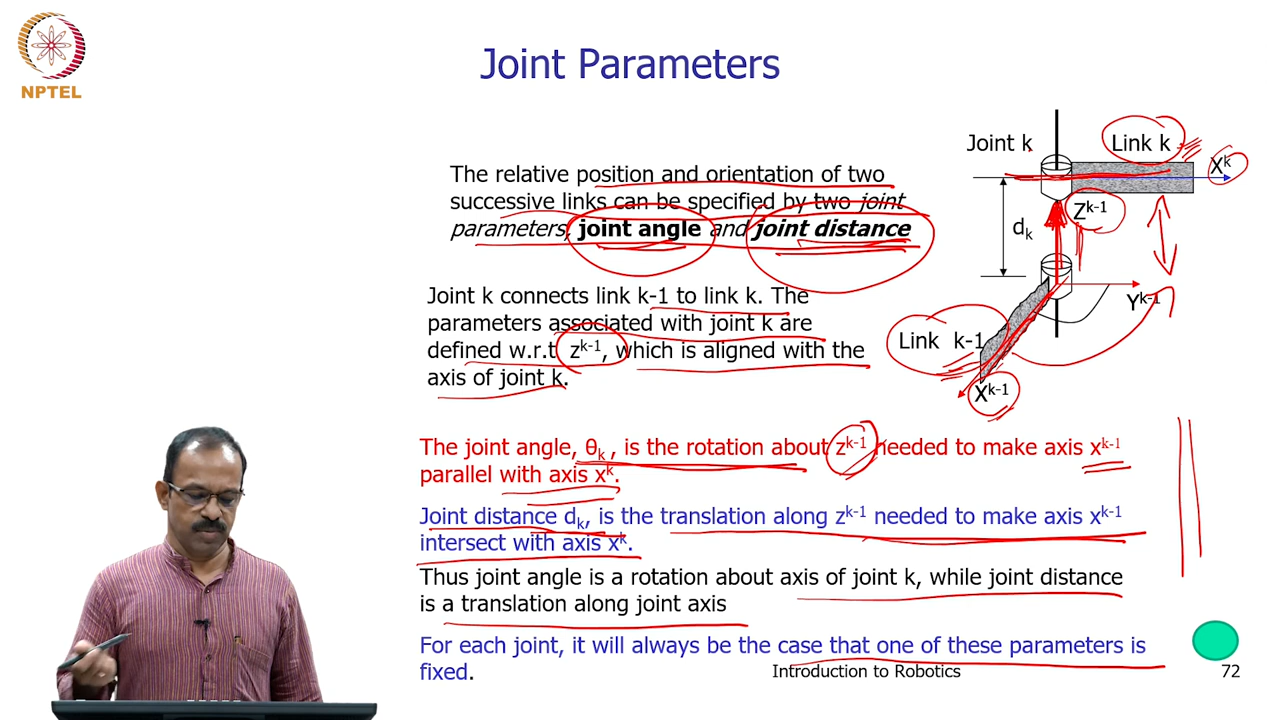 NPTEL
Joint Parameters
The relative position and orientation of two
successive links can be specified by two joint
parameters, joint angle and joint distance
Joint k connects link k-1 to link k. The
parameters associated with joint k are
defined w.r.t z^k-1, which is aligned with the
axis of joint k.
Joint k
Link k
X^k
Z^k-1
d_k
Y^k-1
Link k-1
X^k-1
The joint angle, θ_k , is the rotation about z^k-1 needed to make axis x^k-1
parallel with axis x^k.
Joint distance d_k, is the translation along z^k-1 needed to make axis x^k-1
intersect with axis x^k.
Thus joint angle is a rotation about axis of joint k, while joint distance
is a translation along joint axis
For each joint, it will always be the case that one of these parameters is
fixed.
Introduction to Robotics
72